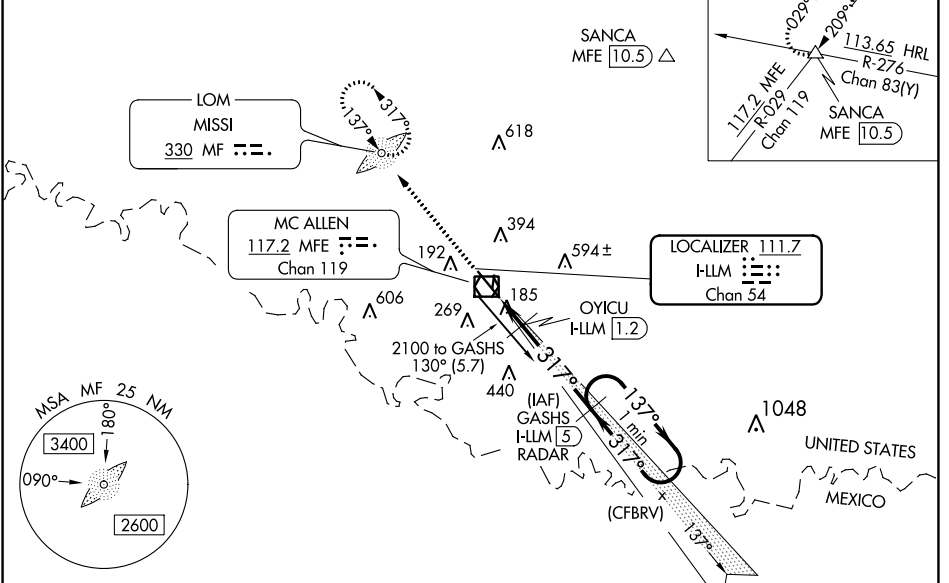 SANCA
MFE 10.5
029°
209°
113.65 HRL
R-276
Chan 83(Y)
117.2 MFE
R-029
Chan 119
SANCA
MFE 10.5
LOM
MISSI
330 MF
137°
317°
618
MC ALLEN
117.2 MFE
Chan 119
192
394
594±
LOCALIZER 111.7
I-LLM
Chan 54
606
269
185
OYICU
I-LLM 1.2
2100 to GASHS
130° (5.7)
440
317°
(IAF)
GASHS
I-LLM 5
RADAR
137°
1 min
317°
1048
UNITED STATES
MEXICO
(CFBRV)
137°
MSA MF 25 NM
3400
180°
090°
2600